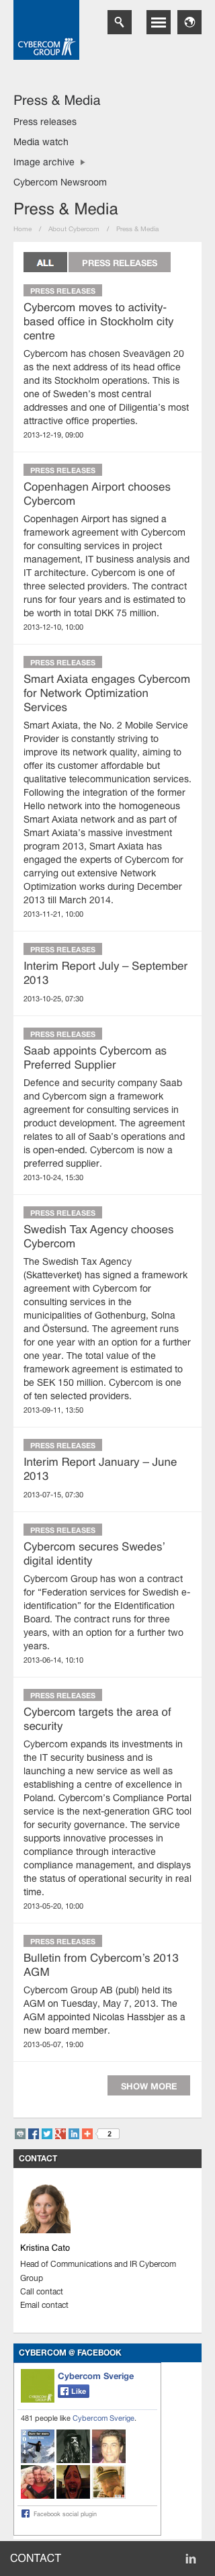 CYBERCOM
GROUP
Press & Media
Press releases
Media watch
Image archive
Cybercom Newsroom
Press & Media
Home / About Cybercom / Press & Media
ALL PRESS RELEASES
PRESS RELEASES
Cybercom moves to activity-
based office in Stockholm city
centre
Cybercom has chosen Sveavägen 20
as the next address of its head office
and its Stockholm operations. This is
one of Sweden's most central
addresses and one of Diligentia's most
attractive office properties.
2013-12-19, 09:00
PRESS RELEASES
Copenhagen Airport chooses
Cybercom
Copenhagen Airport has signed a
framework agreement with Cybercom
for consulting services in project
management, IT business analysis and
IT architecture. Cybercom is one of
three selected providers. The contract
runs for four years and is estimated to
be worth in total DKK 75 million.
2013-12-10, 10:00
PRESS RELEASES
Smart Axiata engages Cybercom
for Network Optimization
Services
Smart Axiata, the No. 2 Mobile Service
Provider is constantly striving to
improve its network quality, aiming to
offer its customer affordable but
qualitative telecommunication services.
Following the integration of the former
Hello network into the homogeneous
Smart Axiata network and as part of
Smart Axiata's massive investment
program 2013, Smart Axiata has
engaged the experts of Cybercom for
carrying out extensive Network
Optimization works during December
2013 till March 2014.
2013-11-21, 10:00
PRESS RELEASES
Interim Report July – September
2013
2013-10-25, 07:30
PRESS RELEASES
Saab appoints Cybercom as
Preferred Supplier
Defence and security company Saab
and Cybercom sign a framework
agreement for consulting services in
product development. The agreement
relates to all of Saab's operations and
is open-ended. Cybercom is now a
preferred supplier.
2013-10-24, 15:30
PRESS RELEASES
Swedish Tax Agency chooses
Cybercom
The Swedish Tax Agency
(Skatteverket) has signed a framework
agreement with Cybercom for
consulting services in the
municipalities of Gothenburg, Solna
and Östersund. The agreement runs
for one year with an option for a further
one year. The total value of the
framework agreement is estimated to
be SEK 150 million. Cybercom is one
of ten selected providers.
2013-09-11, 13:50
PRESS RELEASES
Interim Report January – June
2013
2013-07-15, 07:30
PRESS RELEASES
Cybercom secures Swedes'
digital identity
Cybercom Group has won a contract
for "Federation services for Swedish e-
identification" for the EIdentification
Board. The contract runs for three
years, with an option for a further two
years.
2013-06-14, 10:10
PRESS RELEASES
Cybercom targets the area of
security
Cybercom expands its investments in
the IT security business and is
launching a new service as well as
establishing a centre of excellence in
Poland. Cybercom's Compliance Portal
service is the next-generation GRC tool
for security governance. The service
supports innovative processes in
compliance through interactive
compliance management, and displays
the status of operational security in real
time.
2013-05-20, 10:00
PRESS RELEASES
Bulletin from Cybercom's 2013
AGM
Cybercom Group AB (publ) held its
AGM on Tuesday, May 7, 2013. The
AGM appointed Nicolas Hassbjer as a
new board member.
2013-05-07, 19:00
SHOW MORE
2
CONTACT
Kristina Cato
Head of Communications and IR Cybercom
Group
Call contact
Email contact
CYBERCOM @ FACEBOOK
Cybercom Sverige
Like
481 people like Cybercom Sverige.
Facebook social plugin
CONTACT
in